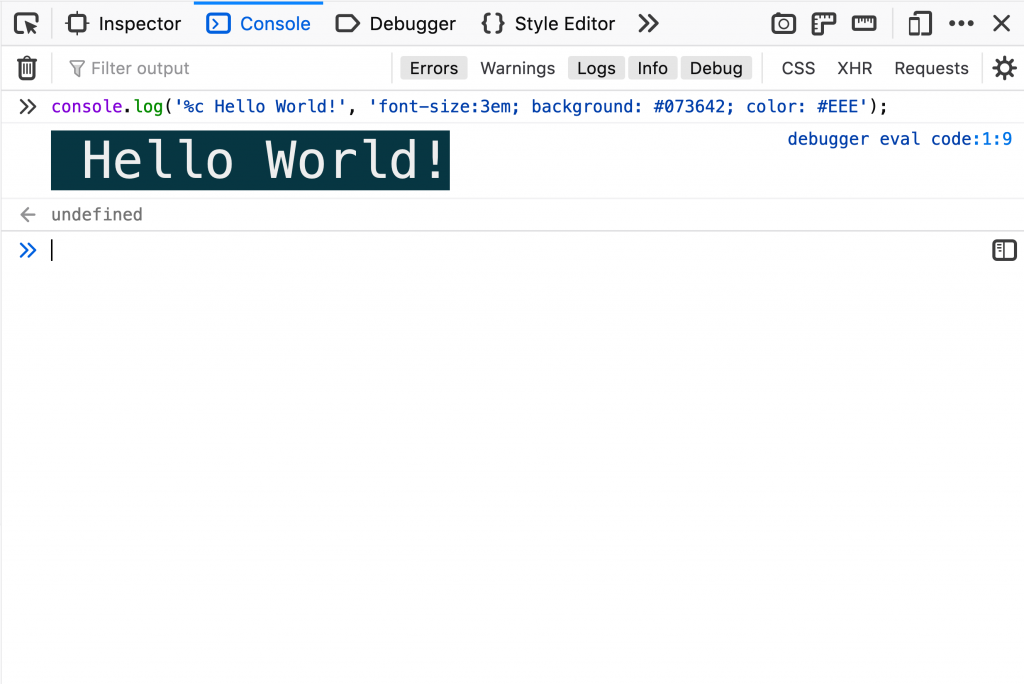 Inspector Console Debugger {} Style Editor
Filter output Errors Warnings Logs Info Debug CSS XHR Requests
console.log('%c Hello World!', 'font-size:3em; background: #073642; color: #EEE');
Hello World! debugger eval code:1:9
undefined